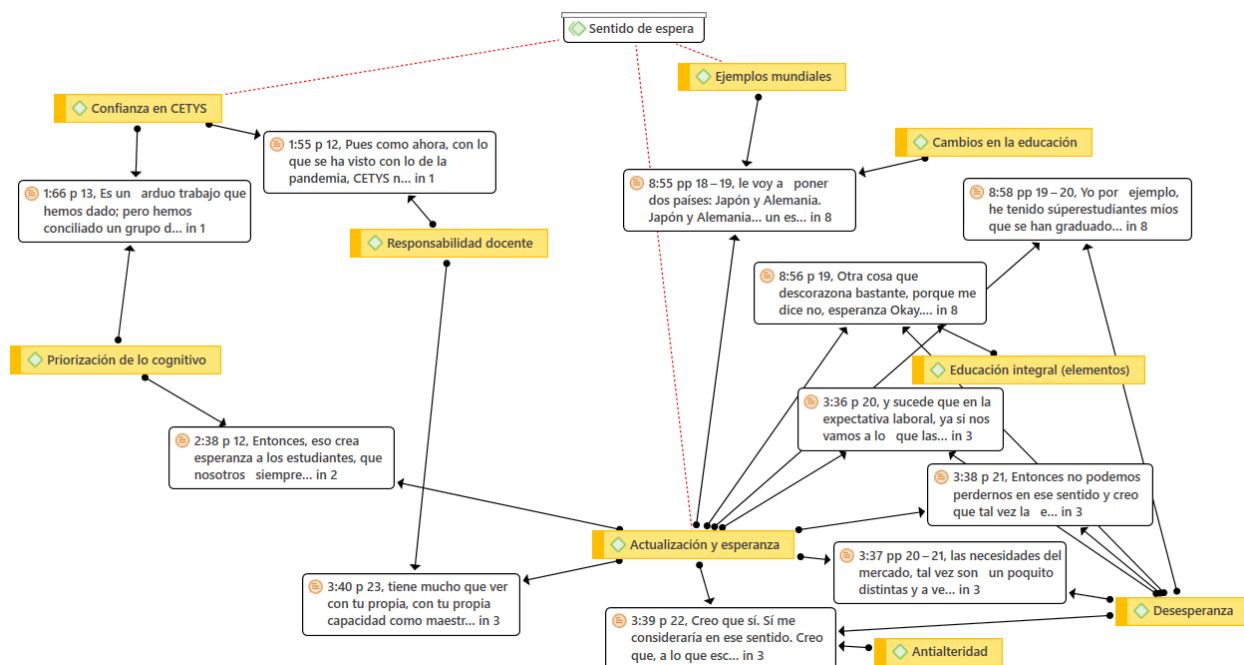 Sentido de espera
Ejemplos mundiales
Confianza en CETYS
1:55 p 12, Pues como ahora, con lo
que se ha visto con lo de la
pandemia, CETYS n... in 1
Cambios en la educación
1:66 p 13, Es un arduo trabajo que
hemos dado; pero hemos
conciliado un grupo d... in 1
8:55 pp 18 – 19, le voy a poner
dos países: Japón y Alemania.
Japón y Alemania... un es... in 8
8:58 pp 19 – 20, Yo por ejemplo,
he tenido súperestudiantes míos
que se han graduado... in 8
Responsabilidad docente
8:56 p 19, Otra cosa que
descorazona bastante, porque me
dice no, esperanza Okay.... in 8
Priorización de lo cognitivo
Educación integral (elementos)
3:36 p 20, y sucede que en la
expectativa laboral, ya si nos
vamos a lo que las... in 3
2:38 p 12, Entonces, eso crea
esperanza a los estudiantes, que
nosotros siempre... in 2
3:38 p 21, Entonces no podemos
perdernos en ese sentido y creo
que tal vez la e... in 3
Actualización y esperanza
3:37 pp 20 – 21, las necesidades del
mercado, tal vez son un poquito
distintas y a ve... in 3
3:40 p 23, tiene mucho que ver
con tu propia, con tu propia
capacidad como maestr... in 3
Desesperanza
3:39 p 22, Creo que sí. Sí me
consideraría en ese sentido. Creo
que, a lo que esc... in 3
Antialteridad